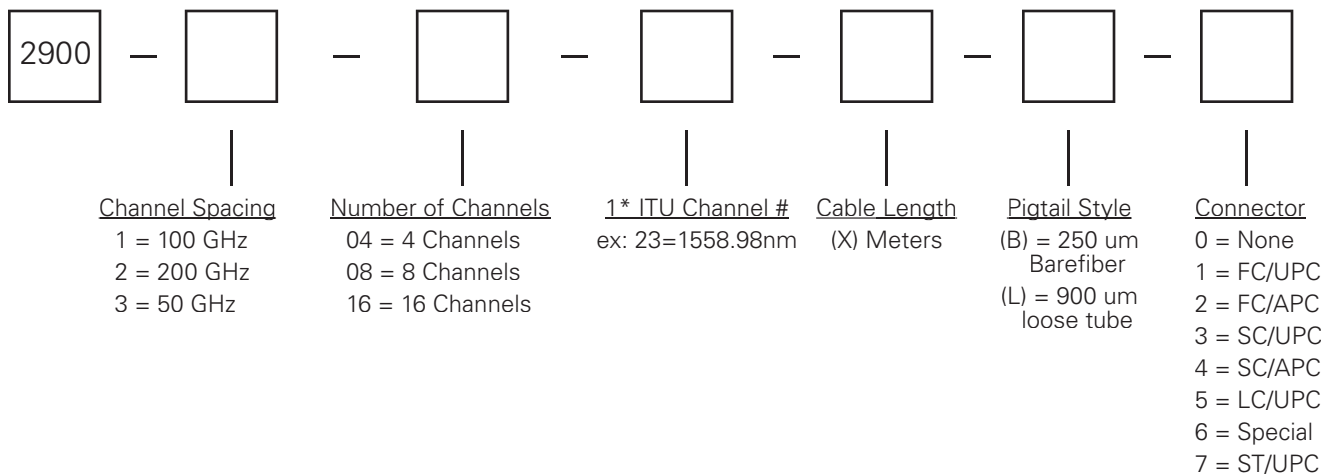 2900 — — — — — —
Channel Spacing
1 = 100 GHz
2 = 200 GHz
3 = 50 GHz
Number of Channels
04 = 4 Channels
08 = 8 Channels
16 = 16 Channels
1* ITU Channel #
ex: 23=1558.98nm
Cable Length
(X) Meters
Pigtail Style
(B) = 250 um
Barefiber
(L) = 900 um
loose tube
Connector
0 = None
1 = FC/UPC
2 = FC/APC
3 = SC/UPC
4 = SC/APC
5 = LC/UPC
6 = Special
7 = ST/UPC